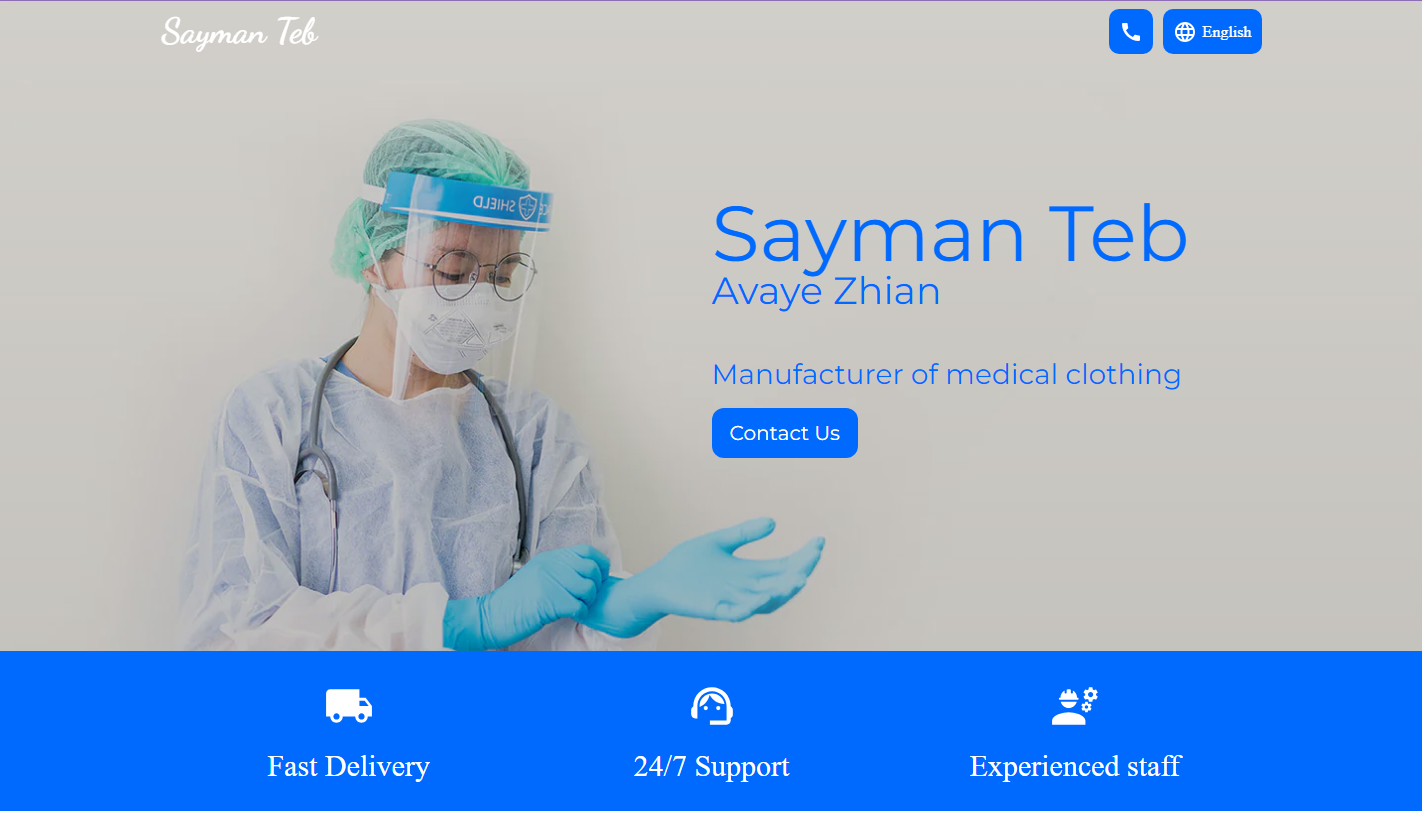 Sayman Teb
English
SHIELD
Sayman Teb
Avaye Zhian
Manufacturer of medical clothing
Contact Us
Fast Delivery
24/7 Support
Experienced staff